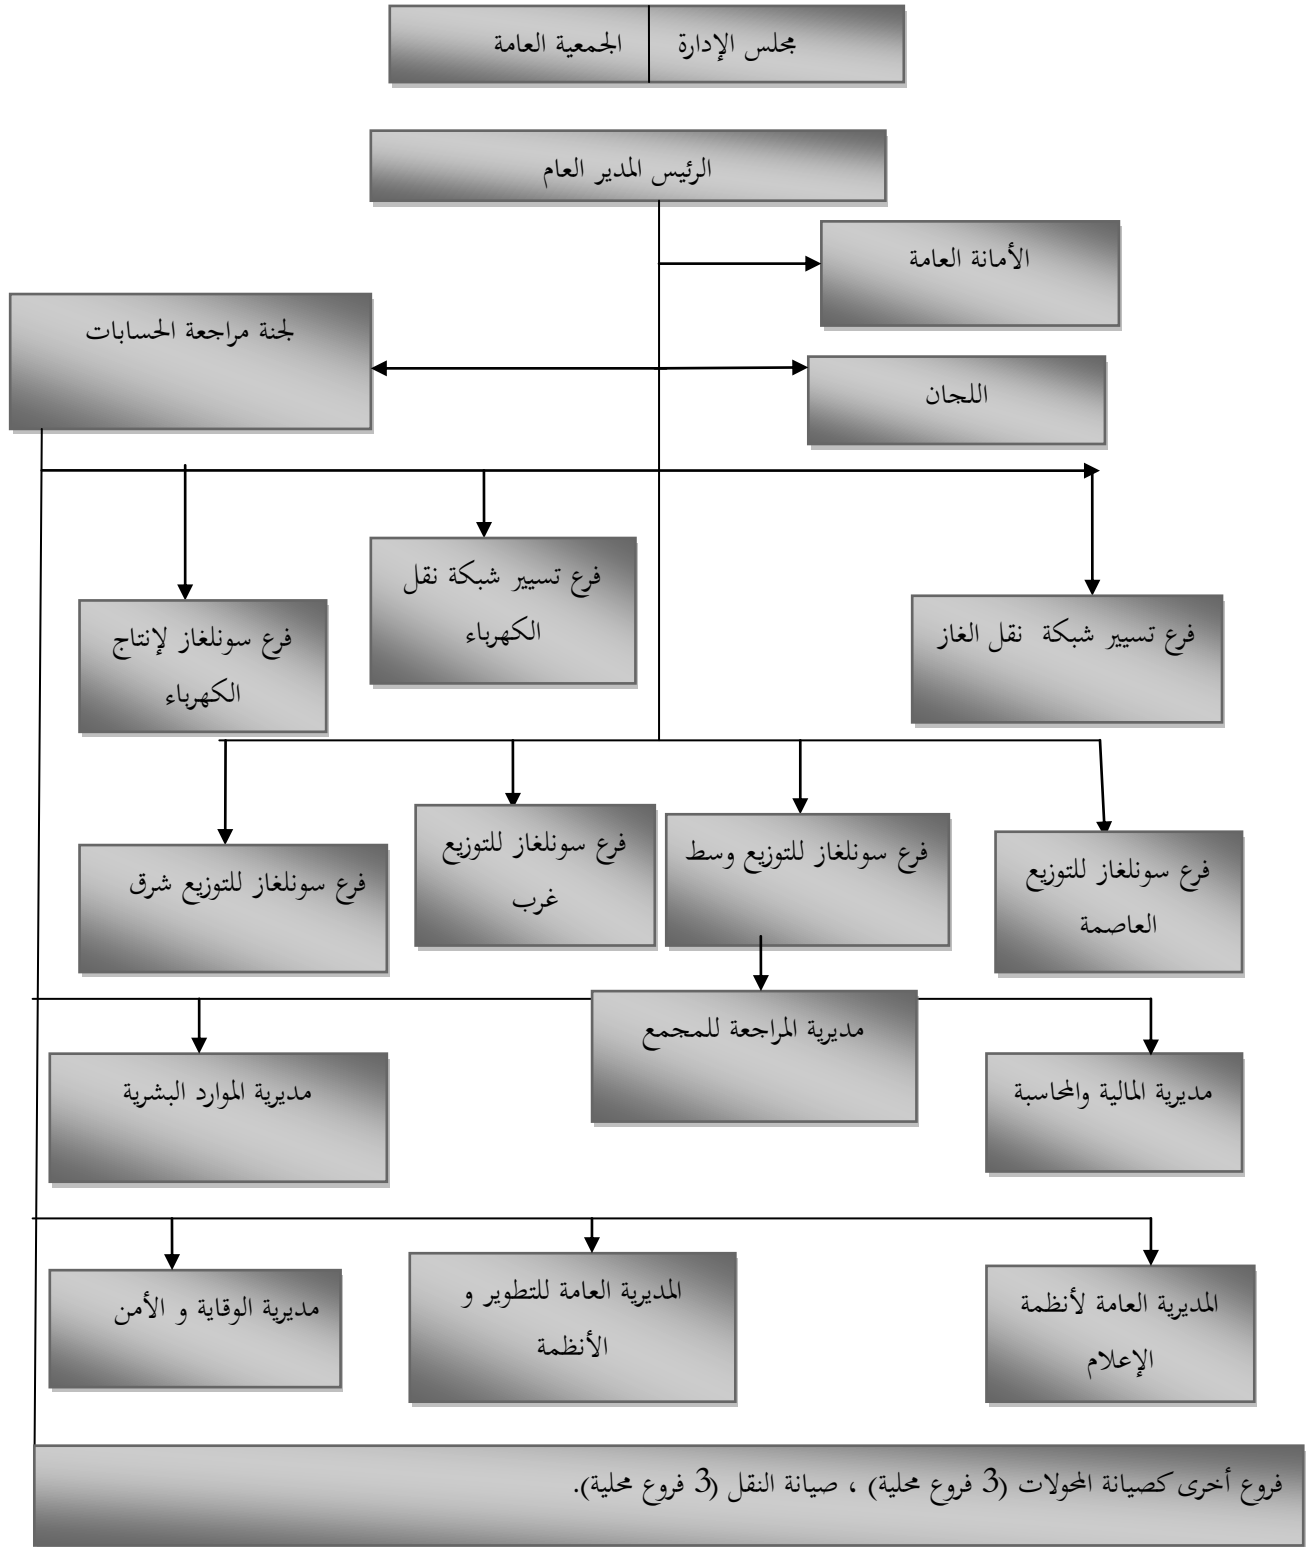 مجلس الإدارة
الجمعية العامة
الرئيس المدير العام
الأمانة العامة
لجنة مراجعة الحسابات
اللجان
فرع تسيير شبكة نقل الغاز
فرع تسيير شبكة نقل
الكهرباء
فرع سونلغاز لإنتاج
الكهرباء
فرع سونلغاز للتوزيع
العاصمة
فرع سونلغاز للتوزيع وسط
فرع سونلغاز للتوزيع
غرب
فرع سونلغاز للتوزيع شرق
مديرية المالية والمحاسبة
مديرية المراجعة للمجمع
مديرية الموارد البشرية
المديرية العامة لأنظمة
الإعلام
المديرية العامة للتطوير و
الأنظمة
مديرية الوقاية و الأمن
فروع أخرى كصيانة المحولات (3 فروع محلية) ، صيانة النقل (3 فروع محلية).